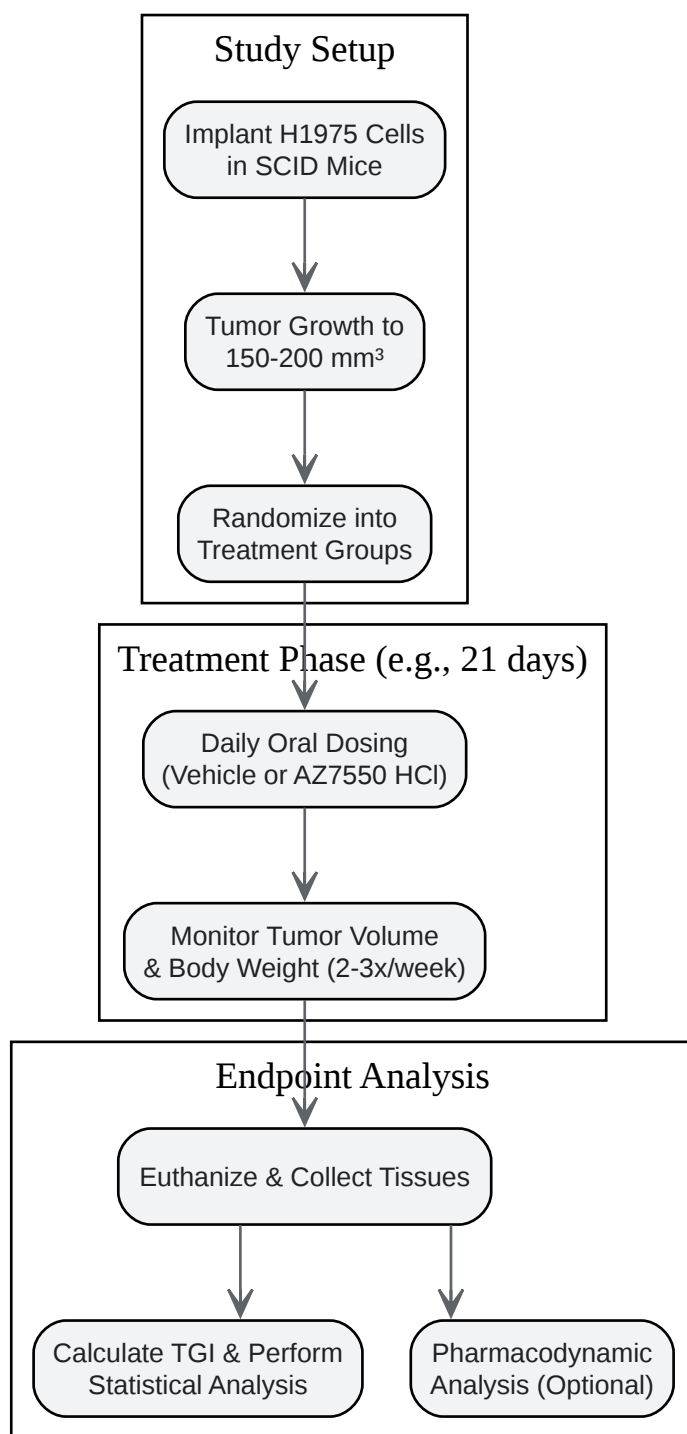 Study Setup
Implant H1975 Cells
in SCID Mice
Tumor Growth to
150-200 mm³
Randomize into
Treatment Groups
Treatment Phase (e.g., 21 days)
Daily Oral Dosing
(Vehicle or AZ7550 HCl)
Monitor Tumor Volume
& Body Weight (2-3x/week)
Endpoint Analysis
Euthanize & Collect Tissues
Calculate TGI & Perform
Statistical Analysis
Pharmacodynamic
Analysis (Optional)